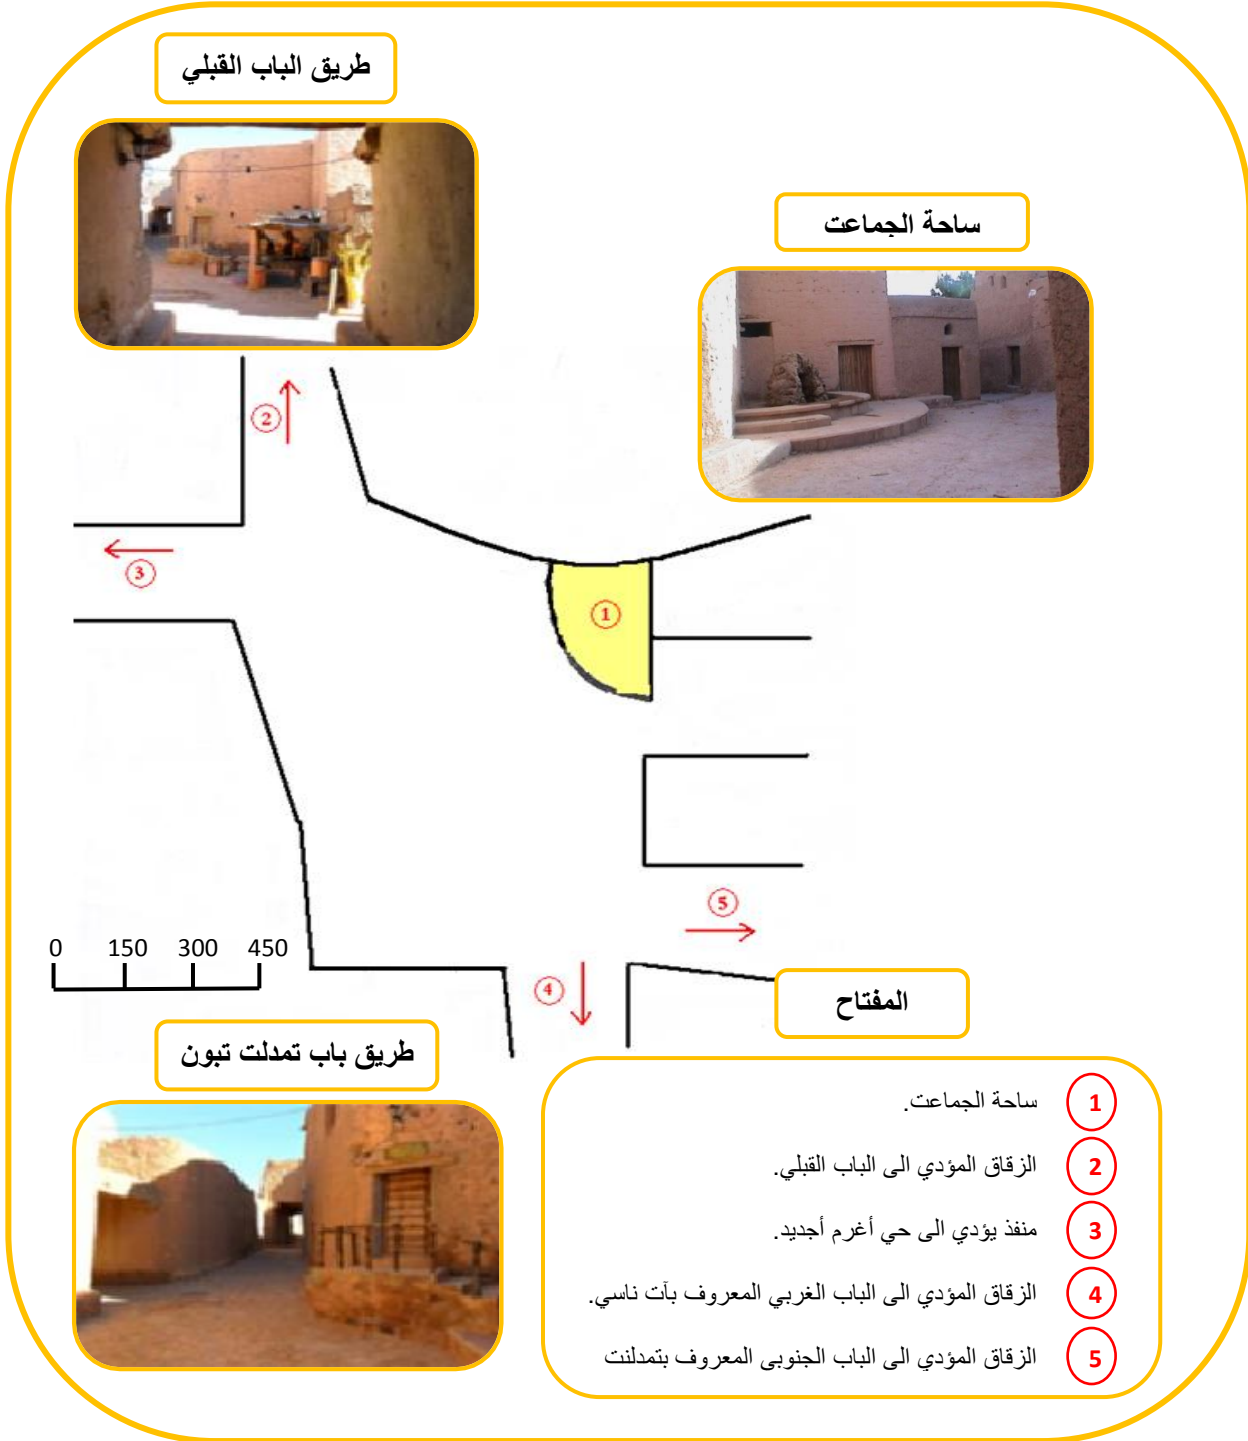 طريق الباب القبلي
ساحة الجماعت
2
3
1
5
0 150 300 450
4
المفتاح
طريق باب تمدلت تبون
1 ساحة الجماعت.
2 الزقاق المؤدي الى الباب القبلي.
3 منفذ يؤدي الى حي أغرم أجديد.
4 الزقاق المؤدي الى الباب الغربي المعروف بآت ناسي.
5 الزقاق المؤدي الى الباب الجنوبى المعروف بتمدلنت